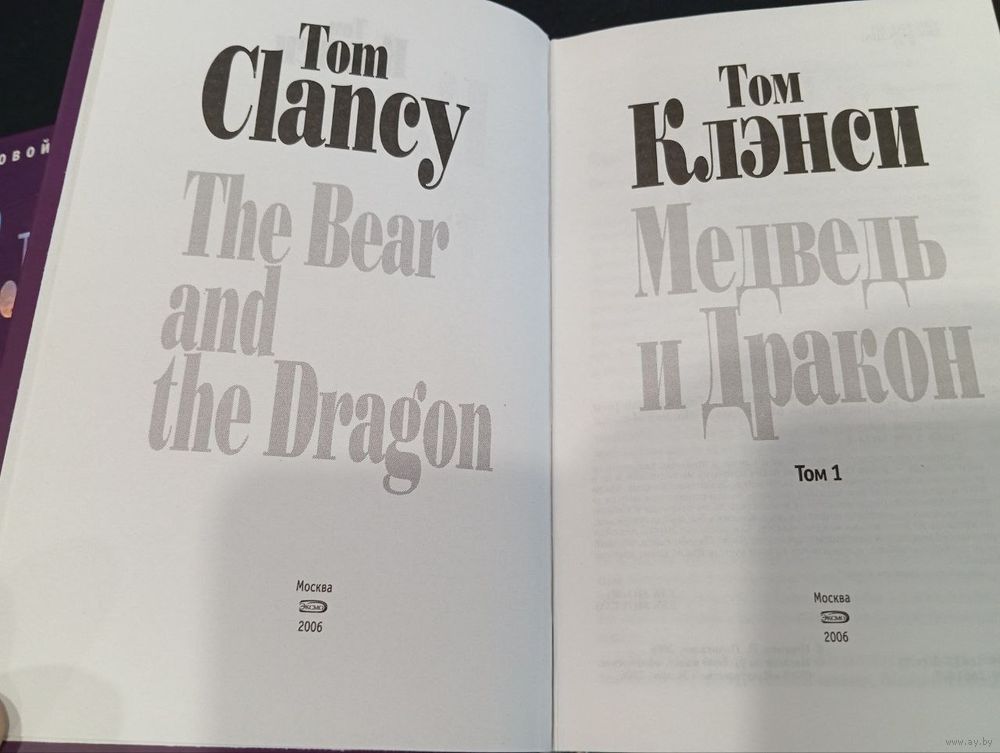 Tom
Clancy
The Bear
and
the Dragon
Москва
ЭКСМО
2006
Том
Клэнси
Медведь
и Дракон
Том 1
Москва
ЭКСМО
2006
ОВОЙ
www.ay.by